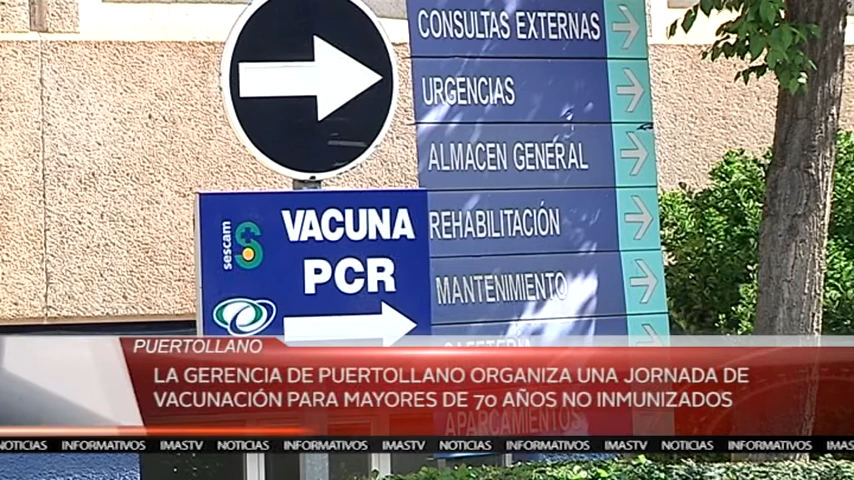 CONSULTAS EXTERNAS
URGENCIAS
ALMACEN GENERAL
REHABILITACIÓN
MANTENIMIENTO
sescam
VACUNA
PCR
PUERTOLLANO
LA GERENCIA DE PUERTOLLANO ORGANIZA UNA JORNADA DE
VACUNACIÓN PARA MAYORES DE 70 AÑOS NO INMUNIZADOS
APARCAMIENTOS
NOTICIAS INFORMATIVOS IMASTV NOTICIAS INFORMATIVOS IMASTV NOTICIAS INFORMATIVOS IMASTV NOTICIAS INFORMATIVOS IMASTV